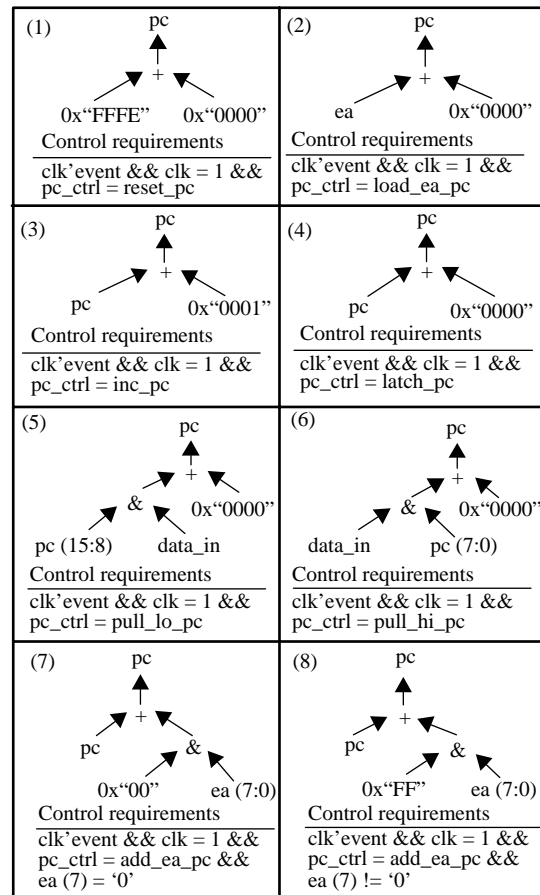 (1)
pc
+
0x“FFFE”
0x“0000”
Control requirements
clk’event && clk = 1 &&
pc_ctrl = reset_pc
(2)
pc
+
ea
0x“0000”
Control requirements
clk’event && clk = 1 &&
pc_ctrl = load_ea_pc
(3)
pc
+
pc
0x“0001”
Control requirements
clk’event && clk = 1 &&
pc_ctrl = inc_pc
(4)
pc
+
pc
0x“0000”
Control requirements
clk’event && clk = 1 &&
pc_ctrl = latch_pc
(5)
pc
+
&
0x“0000”
pc (15:8)
data_in
Control requirements
clk’event && clk = 1 &&
pc_ctrl = pull_lo_pc
(6)
pc
+
&
0x“0000”
data_in
pc (7:0)
Control requirements
clk’event && clk = 1 &&
pc_ctrl = pull_hi_pc
(7)
pc
+
pc
&
0x“00”
ea (7:0)
Control requirements
clk’event && clk = 1 &&
pc_ctrl = add_ea_pc &&
ea (7) = ‘0’
(8)
pc
+
pc
&
0x“FF”
ea (7:0)
Control requirements
clk’event && clk = 1 &&
pc_ctrl = add_ea_pc &&
ea (7) != ‘0’